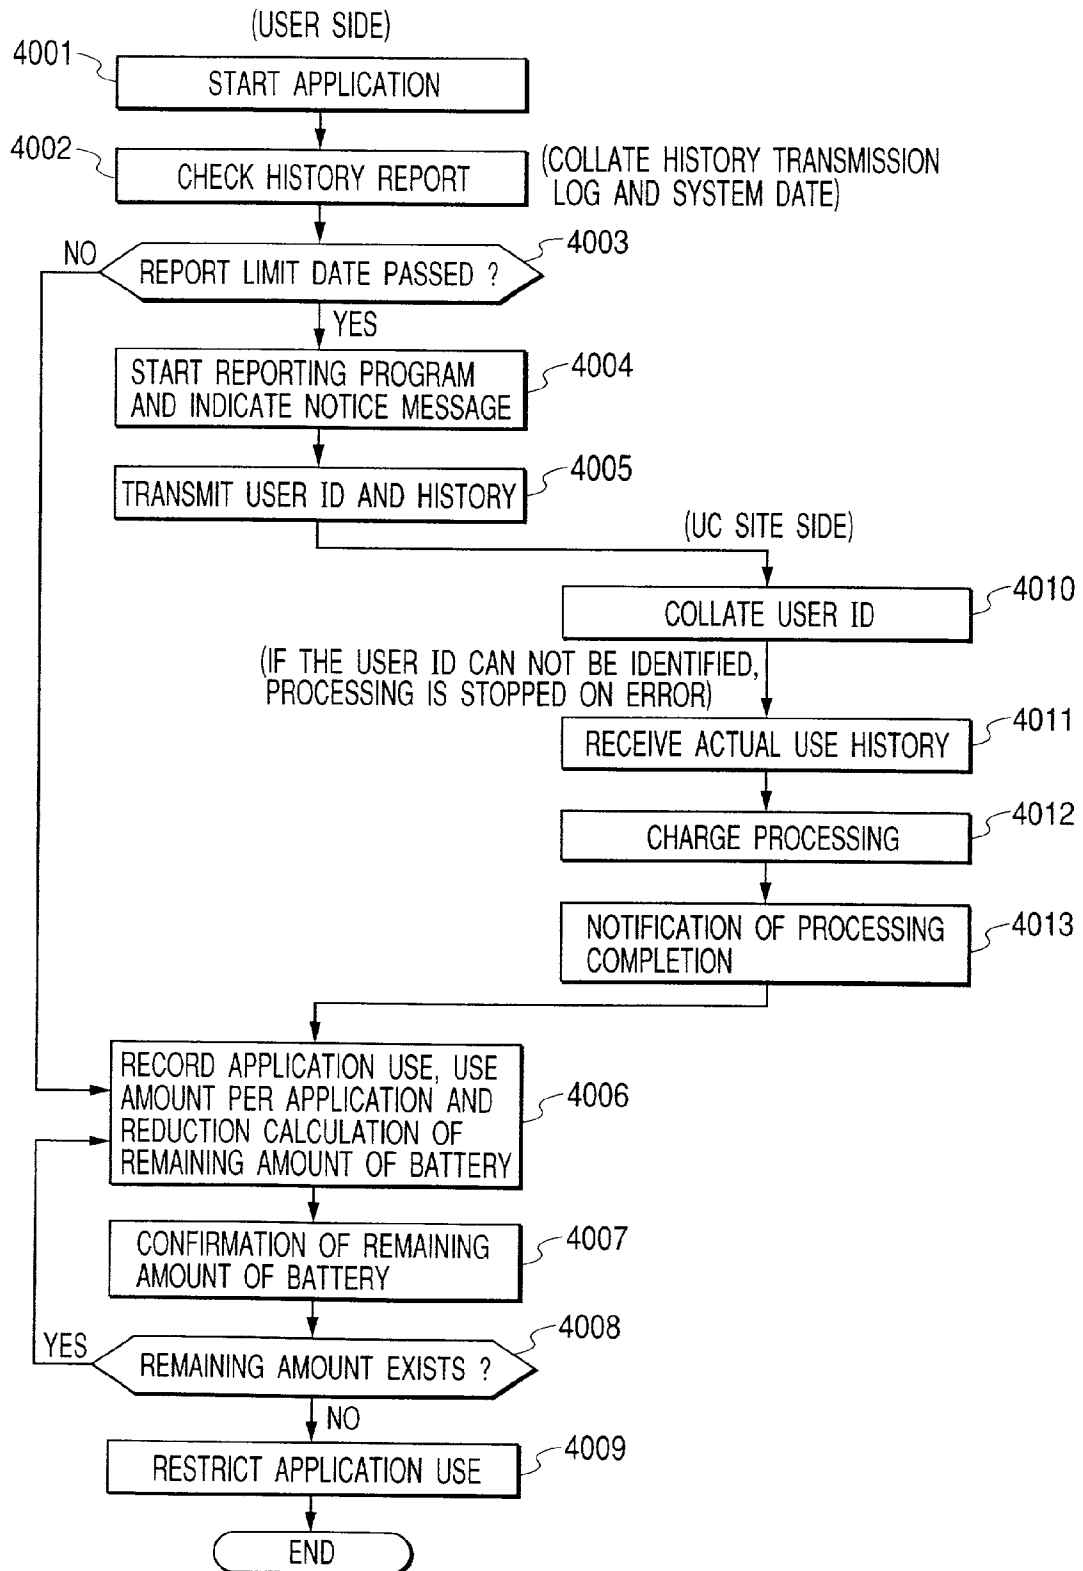 (USER SIDE)
4001
START APPLICATION
4002
CHECK HISTORY REPORT
(COLLATE HISTORY TRANSMISSION
LOG AND SYSTEM DATE)
4003
NO
REPORT LIMIT DATE PASSED ?
YES
4004
START REPORTING PROGRAM
AND INDICATE NOTICE MESSAGE
4005
TRANSMIT USER ID AND HISTORY
(UC SITE SIDE)
4010
COLLATE USER ID
(IF THE USER ID CAN NOT BE IDENTIFIED,
PROCESSING IS STOPPED ON ERROR)
4011
RECEIVE ACTUAL USE HISTORY
4012
CHARGE PROCESSING
4013
NOTIFICATION OF PROCESSING
COMPLETION
RECORD APPLICATION USE, USE
AMOUNT PER APPLICATION AND
REDUCTION CALCULATION OF
REMAINING AMOUNT OF BATTERY
4006
CONFIRMATION OF REMAINING
AMOUNT OF BATTERY
4007
4008
YES
REMAINING AMOUNT EXISTS ?
NO
4009
RESTRICT APPLICATION USE
END